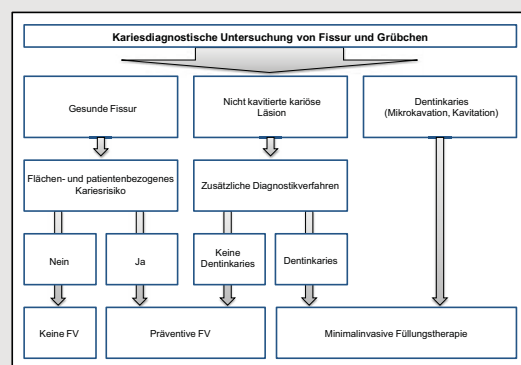 Kariesdiagnostische Untersuchung von Fissur und Grübchen
Gesunde Fissur
Nicht kavitierte kariöse
Läsion
Dentinkaries
(Mikrokavation, Kavitation)
Flächen- und patientenbezogenes
Kariesrisiko
Zusätzliche Diagnostikverfahren
Nein
Ja
Keine
Dentinkaries
Dentinkaries
Keine FV
Präventive FV
Minimalinvasive Füllungstherapie